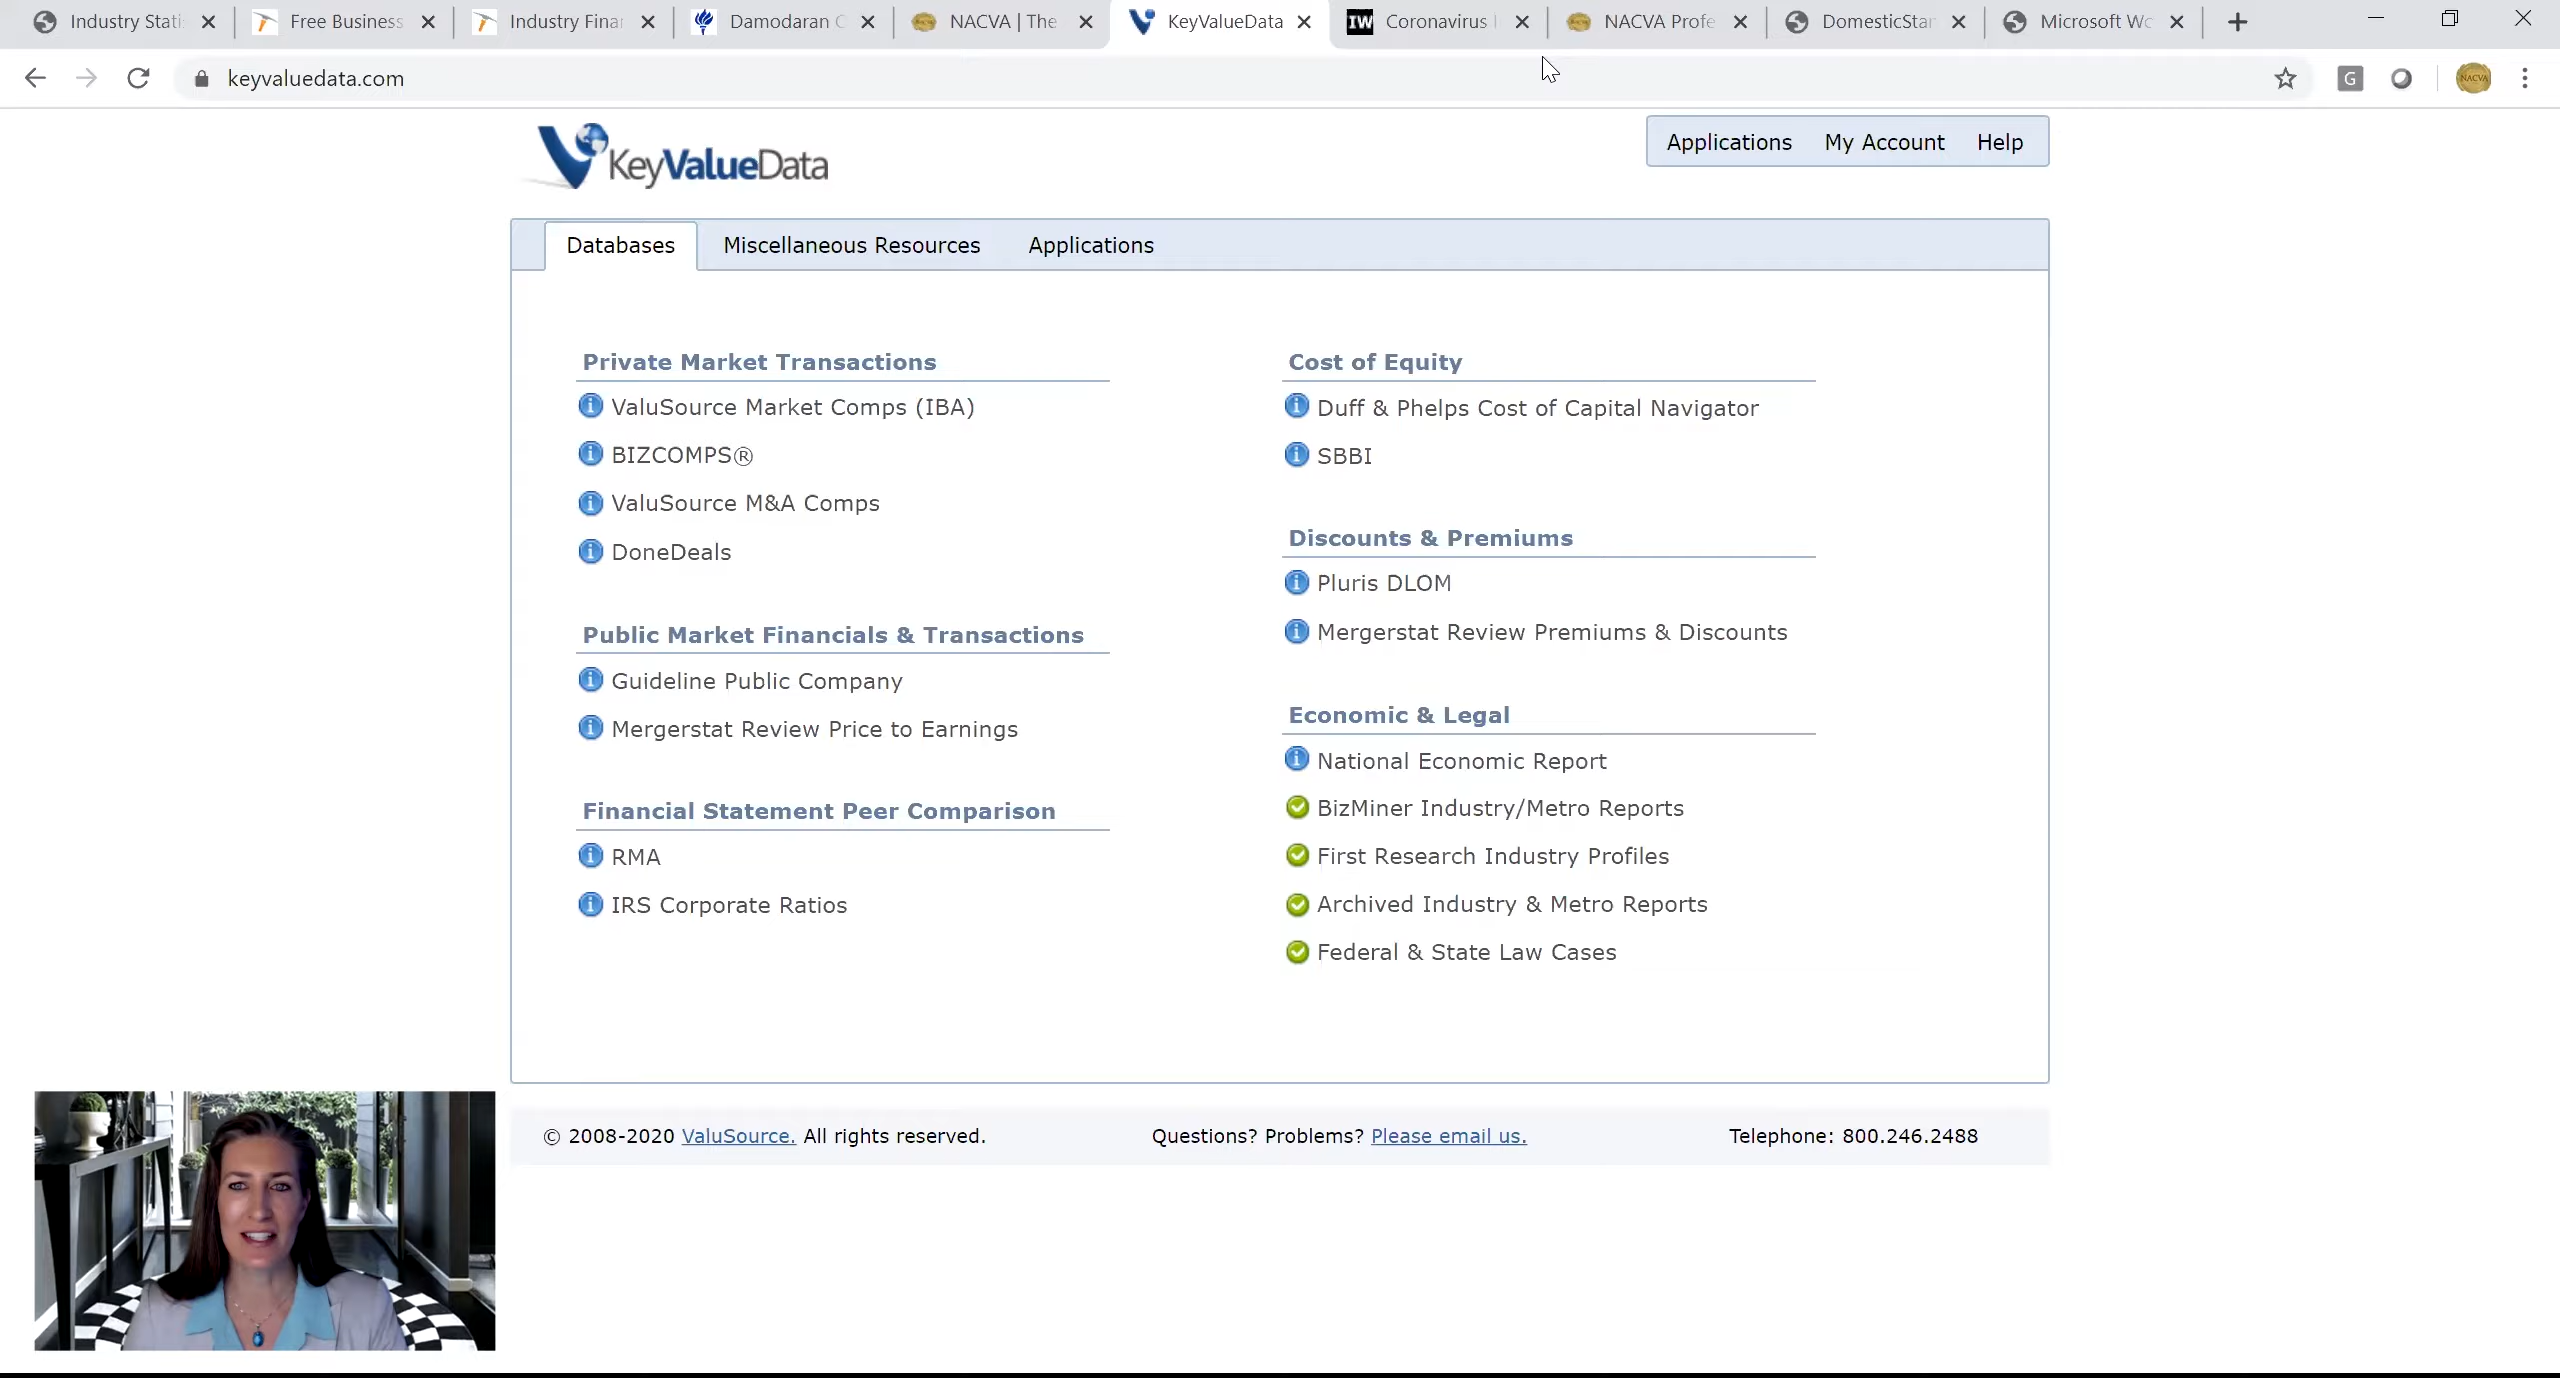 Industry Stati
Free Business
Industry Finan
Damodaran C
NACVA | The
KeyValueData
IW
Coronavirus I
NACVA Profe
DomesticStar
Microsoft Wo
keyvaluedata.com
G
NACVA
KeyValueData
Applications My Account Help
Databases Miscellaneous Resources Applications
Private Market Transactions
ValuSource Market Comps (IBA)
BIZCOMPS®
ValuSource M&A Comps
DoneDeals
Public Market Financials & Transactions
Guideline Public Company
Mergerstat Review Price to Earnings
Financial Statement Peer Comparison
RMA
IRS Corporate Ratios
Cost of Equity
Duff & Phelps Cost of Capital Navigator
SBBI
Discounts & Premiums
Pluris DLOM
Mergerstat Review Premiums & Discounts
Economic & Legal
National Economic Report
BizMiner Industry/Metro Reports
First Research Industry Profiles
Archived Industry & Metro Reports
Federal & State Law Cases
© 2008-2020 ValuSource. All rights reserved. Questions? Problems? Please email us. Telephone: 800.246.2488